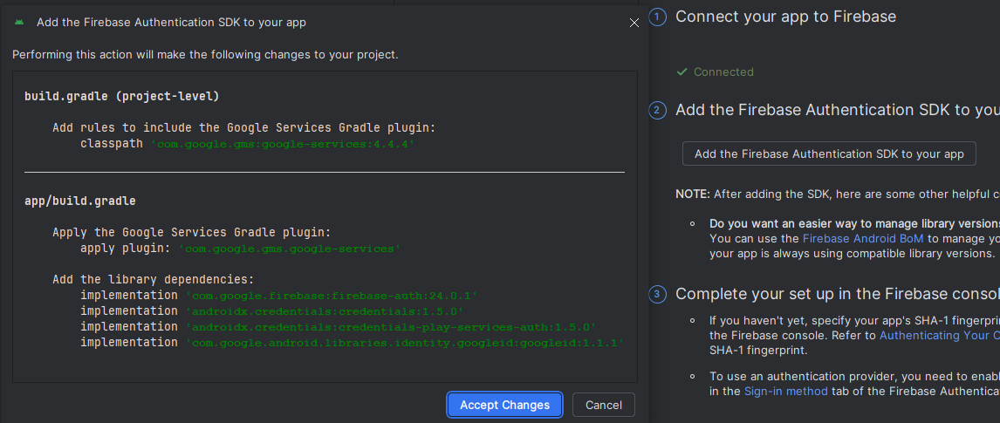 Add the Firebase Authentication SDK to your app
Performing this action will make the following changes to your project.
build.gradle (project-level)
Add rules to include the Google Services Gradle plugin:
classpath 'com.google.gms:google-services:4.4.4'
app/build.gradle
Apply the Google Services Gradle plugin:
apply plugin: 'com.google.gms.google-services'
Add the library dependencies:
implementation 'com.google.firebase:firebase-auth:24.0.1'
implementation 'androidx.credentials:credentials:1.5.0'
implementation 'androidx.credentials:credentials-play-services-auth:1.5.0'
implementation 'com.google.android.libraries.identity.googleid:googleid:1.1.1'
Accept Changes
Cancel
1 Connect your app to Firebase
Connected
2 Add the Firebase Authentication SDK to you
Add the Firebase Authentication SDK to your app
NOTE: After adding the SDK, here are some other helpful c
Do you want an easier way to manage library versions
You can use the Firebase Android BoM to manage yo
your app is always using compatible library versions.
3 Complete your set up in the Firebase consol
If you haven't yet, specify your app's SHA-1 fingerpri
the Firebase console. Refer to Authenticating Your C
SHA-1 fingerprint.
To use an authentication provider, you need to enabl
in the Sign-in method tab of the Firebase Authentica